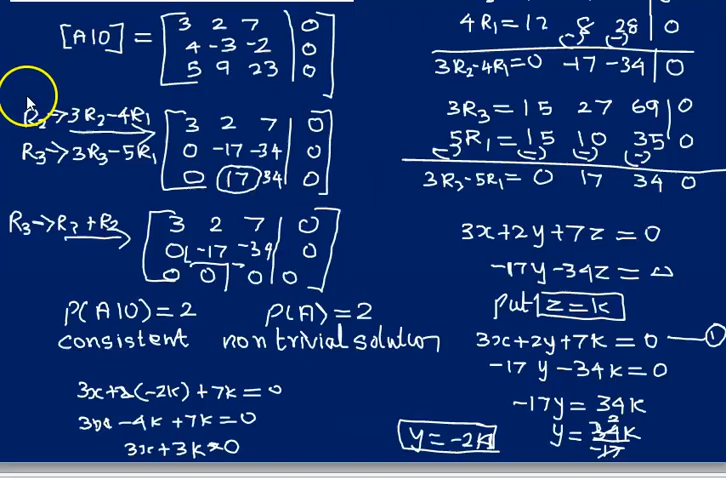 [A10] = [3 2 7 | 0
4 -3 -2 | 0
5 9 23 | 0]
R2→3R2-4R1
R3→3R3-5R1
[3 2 7 | 0
0 -17 -34 | 0
0 17 34 | 0]
R3→R3+R2
[3 2 7 | 0
0 -17 -34 | 0
0 0 0 | 0]
ρ(A10)=2 ρ(A)=2
consistent non trivial solution
3x+2(-2k)+7k=0
3x-4k+7k=0
3x+3k=0
4R1=12 8 28 | 0
(-) (-)
3R2-4R1=0 -17 -34 | 0
3R3=15 27 69 | 0
5R1=15 10 35 0
(-) (-) (-) (-)
3R3-5R1= 0 17 34 0
3x+2y+7z=0
-17y-34z=0
put z=k
3x+2y+7k=0 — ①
-17y-34k=0
-17y=34k
y=34k/-17
2
y=-2k